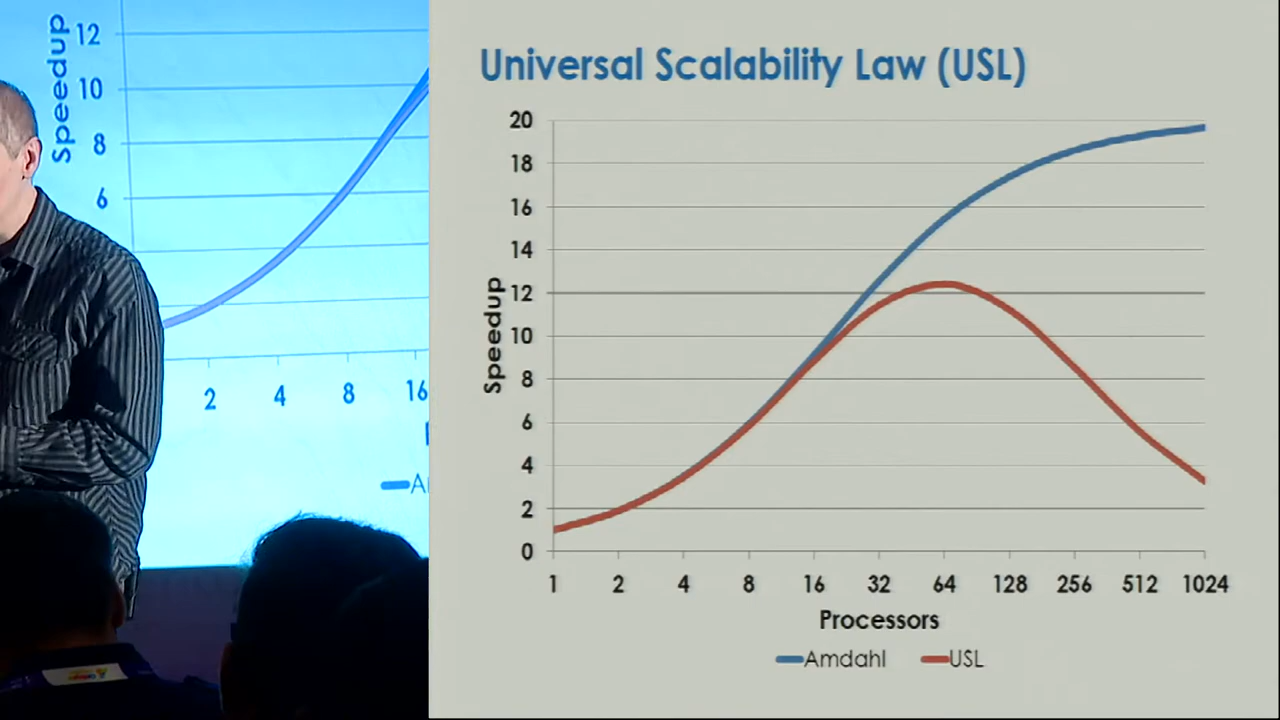 Speedup
12
10
8
6
2 4 8 16
Universal Scalability Law (USL)
Speedup
20
18
16
14
12
10
8
6
4
2
0
1 2 4 8 16 32 64 128 256 512 1024
Processors
Amdahl USL